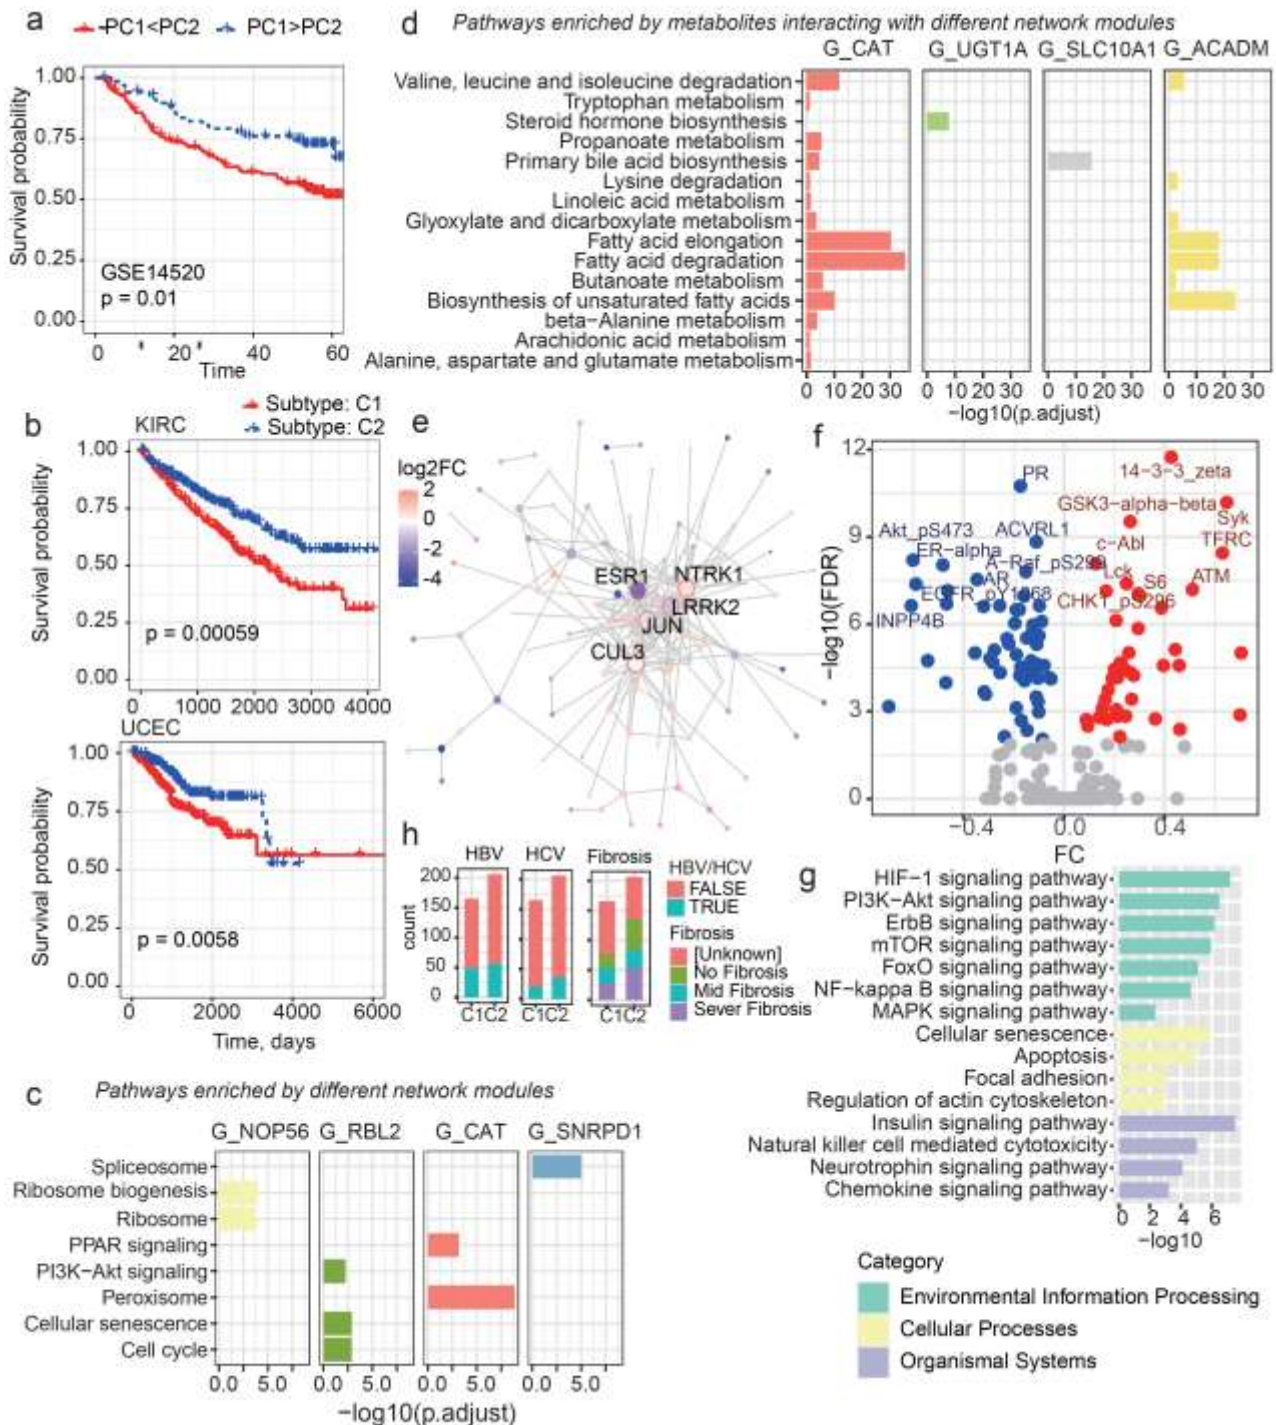 a
PC1<PC2 PC1>PC2
Survival probability
1.00
0.75
0.50
0.25
0.00
GSE14520
p = 0.01
0 20 40 60
Time
b
Subtype: C1
Subtype: C2
KIRC
Survival probability
1.00
0.75
0.50
0.25
0.00
p = 0.00059
0 1000 2000 3000 4000
UCEC
Survival probability
1.00
0.75
0.50
0.25
0.00
p = 0.0058
0 2000 4000 6000
Time, days
c
Pathways enriched by different network modules
G_NOP56 G_RBL2 G_CAT G_SNRPD1
Spliceosome
Ribosome biogenesis
Ribosome
PPAR signaling
PI3K−Akt signaling
Peroxisome
Cellular senescence
Cell cycle
0.0 5.0 0.0 5.0 0.0 5.0 0.0 5.0
−log10(p.adjust)
d
Pathways enriched by metabolites interacting with different network modules
G_CAT G_UGT1A G_SLC10A1 G_ACADM
Valine, leucine and isoleucine degradation
Tryptophan metabolism
Steroid hormone biosynthesis
Propanoate metabolism
Primary bile acid biosynthesis
Lysine degradation
Linoleic acid metabolism
Glyoxylate and dicarboxylate metabolism
Fatty acid elongation
Fatty acid degradation
Butanoate metabolism
Biosynthesis of unsaturated fatty acids
beta−Alanine metabolism
Arachidonic acid metabolism
Alanine, aspartate and glutamate metabolism
0 10 20 30 0 10 20 30 0 10 20 30 0 10 20 30
−log10(p.adjust)
e
log2FC
2
0
-2
-4
ESR1
NTRK1
LRRK2
JUN
CUL3
f
−log10(FDR)
12
9
6
3
0
PR
14-3-3_zeta
GSK3-alpha-beta
Syk
Akt_pS473
ACVRL1
c-Abl
TFRC
ER-alpha
A-Raf_pS299
Lck
AR
S6
ATM
CHK1_pS296
INPP4B
−0.4 0.0 0.4
FC
g
HIF−1 signaling pathway
PI3K−Akt signaling pathway
ErbB signaling pathway
mTOR signaling pathway
FoxO signaling pathway
NF−kappa B signaling pathway
MAPK signaling pathway
Cellular senescence
Apoptosis
Focal adhesion
Regulation of actin cytoskeleton
Insulin signaling pathway
Natural killer cell mediated cytotoxicity
Neurotrophin signaling pathway
Chemokine signaling pathway
0 2 4 6
−log10
Category
Environmental Information Processing
Cellular Processes
Organismal Systems
h
HBV HCV Fibrosis
count
200
150
100
50
0
C1C2 C1C2 C1C2
HBV/HCV
FALSE
TRUE
Fibrosis
[Unknown]
No Fibrosis
Mid Fibrosis
Sever Fibrosis